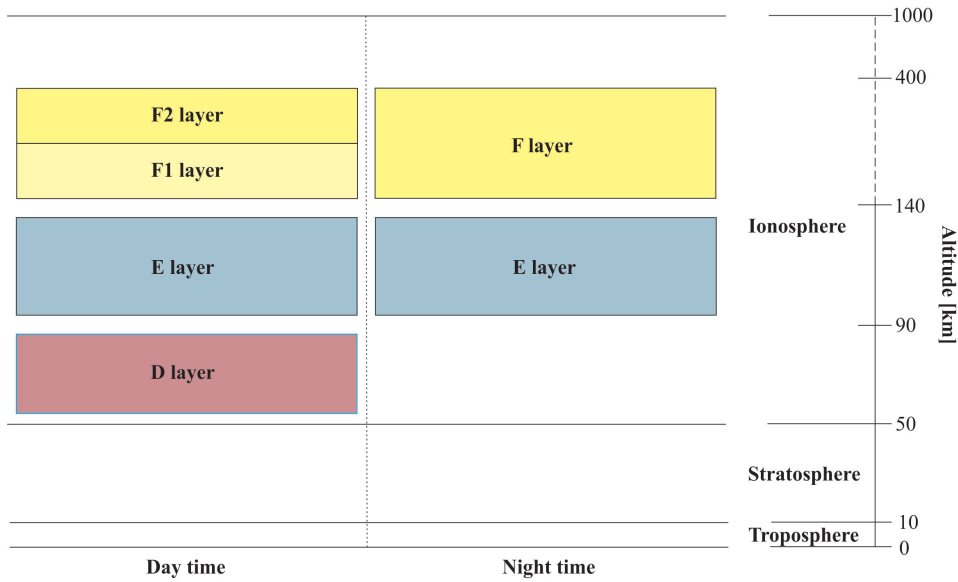 1000
400
F2 layer
F layer
F1 layer
140
Ionosphere
Altitude [km]
E layer
E layer
90
D layer
50
Stratosphere
10
Troposphere
0
Day time
Night time